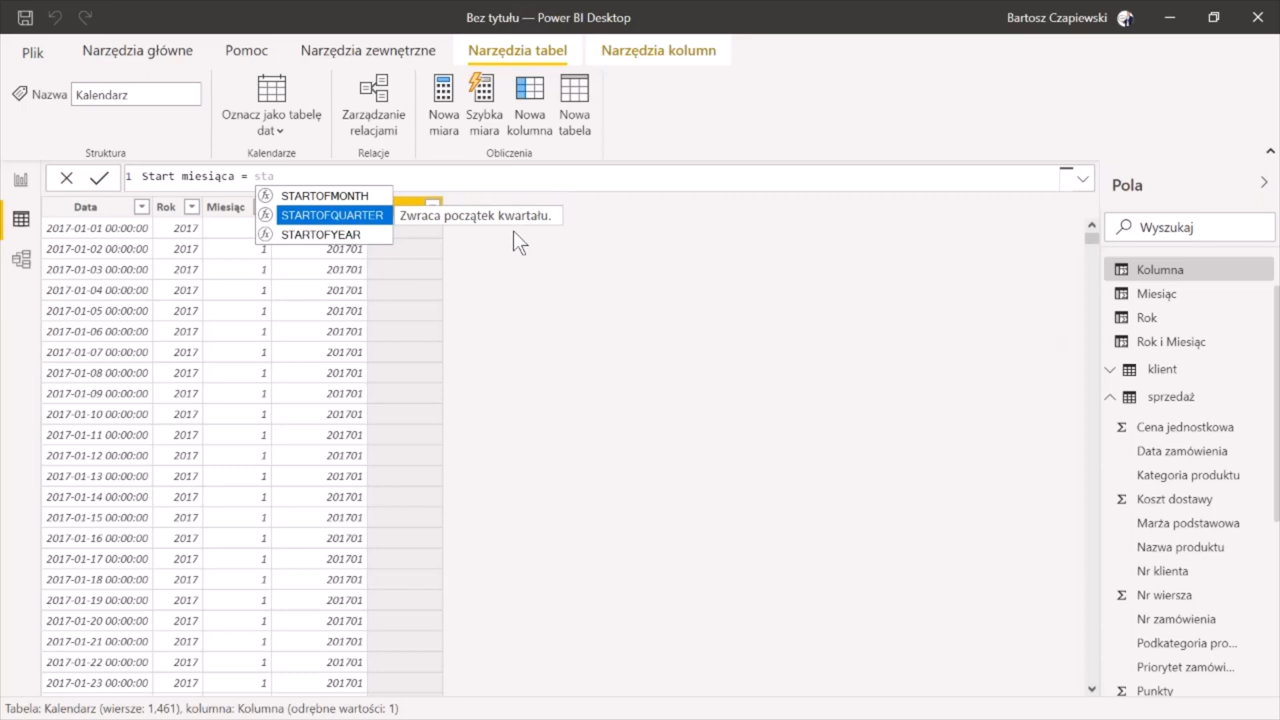 Bez tytułu — Power BI Desktop
Bartosz Czapiewski
Plik
Narzędzia główne
Pomoc
Narzędzia zewnętrzne
Narzędzia tabel
Narzędzia kolumn
Nazwa
Kalendarz
Oznacz jako tabelę
dat
Zarządzanie
relacjami
Nowa
miara
Szybka
miara
Nowa
kolumna
Nowa
tabela
Struktura
Kalendarze
Relacje
Obliczenia
1 Start miesiąca = sta
STARTOFMONTH
STARTOFQUARTER
Zwraca początek kwartału.
STARTOFYEAR
Data Rok Miesiąc
2017-01-01 00:00:00 2017
2017-01-02 00:00:00 2017 1 201701
2017-01-03 00:00:00 2017 1 201701
2017-01-04 00:00:00 2017 1 201701
2017-01-05 00:00:00 2017 1 201701
2017-01-06 00:00:00 2017 1 201701
2017-01-07 00:00:00 2017 1 201701
2017-01-08 00:00:00 2017 1 201701
2017-01-09 00:00:00 2017 1 201701
2017-01-10 00:00:00 2017 1 201701
2017-01-11 00:00:00 2017 1 201701
2017-01-12 00:00:00 2017 1 201701
2017-01-13 00:00:00 2017 1 201701
2017-01-14 00:00:00 2017 1 201701
2017-01-15 00:00:00 2017 1 201701
2017-01-16 00:00:00 2017 1 201701
2017-01-17 00:00:00 2017 1 201701
2017-01-18 00:00:00 2017 1 201701
2017-01-19 00:00:00 2017 1 201701
2017-01-20 00:00:00 2017 1 201701
2017-01-21 00:00:00 2017 1 201701
2017-01-22 00:00:00 2017 1 201701
2017-01-23 00:00:00 2017 1 201701
Pola
Wyszukaj
Kolumna
Miesiąc
Rok
Rok i Miesiąc
klient
sprzedaż
Σ Cena jednostkowa
Data zamówienia
Kategoria produktu
Σ Koszt dostawy
Marża podstawowa
Nazwa produktu
Nr klienta
Σ Nr wiersza
Nr zamówienia
Podkategoria pro...
Priorytet zamówi...
Σ Punkty
Tabela: Kalendarz (wiersze: 1,461), kolumna: Kolumna (odrębne wartości: 1)